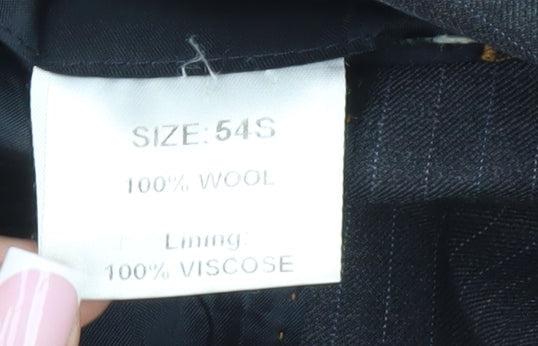 SIZE: 54S
100% WOOL
Lining:
100% VISCOSE